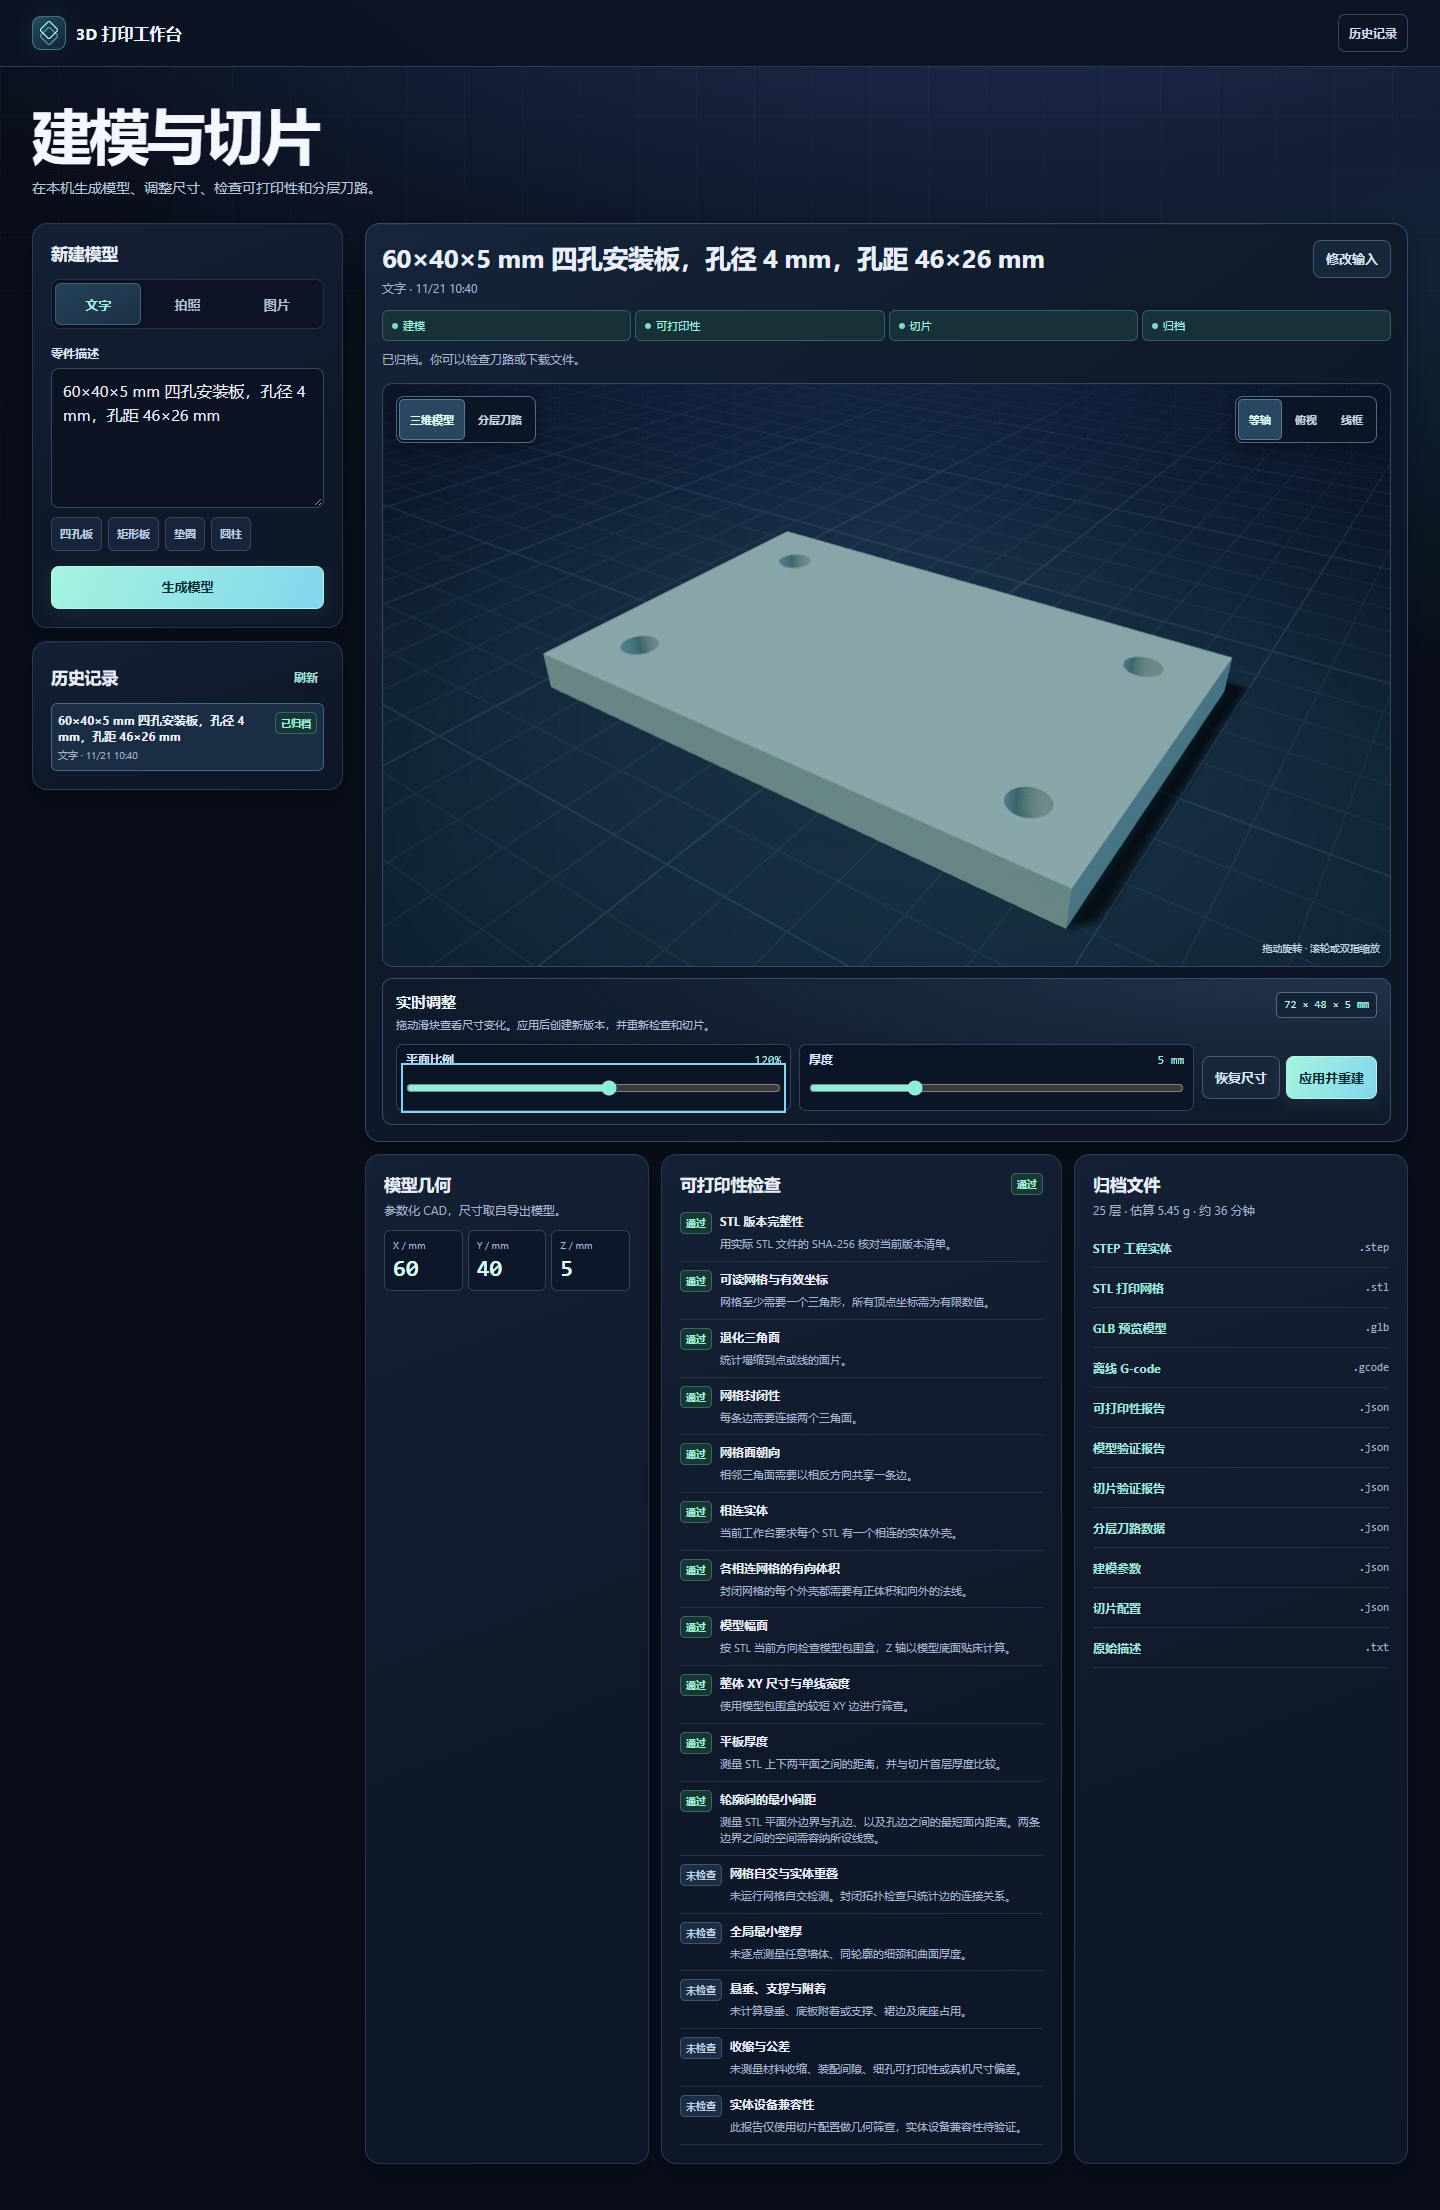 3D 打印工作台
历史记录
建模与切片
在本机生成模型、调整尺寸、检查可打印性和分层刀路。
新建模型
文字
拍照
图片
零件描述
60×40×5 mm 四孔安装板，孔径 4
mm，孔距 46×26 mm
四孔板
矩形板
垫圈
圆柱
生成模型
历史记录
刷新
60×40×5 mm 四孔安装板，孔径 4
mm，孔距 46×26 mm
已归档
文字 · 11/21 10:40
60×40×5 mm 四孔安装板，孔径 4 mm，孔距 46×26 mm
修改输入
文字 · 11/21 10:40
建模
可打印性
切片
归档
已归档。你可以检查刀路或下载文件。
三维模型
分层刀路
等轴
俯视
线框
拖动旋转 · 滚轮或双指缩放
实时调整
72 × 48 × 5 mm
拖动滑块查看尺寸变化。应用后创建新版本，并重新检查和切片。
平面比例
120%
厚度
5 mm
恢复尺寸
应用并重建
模型几何
参数化 CAD，尺寸取自导出模型。
X / mm
60
Y / mm
40
Z / mm
5
可打印性检查
通过
通过 STL 版本完整性
用实际 STL 文件的 SHA-256 核对当前版本清单。
通过 可读网格与有效坐标
网格至少需要一个三角形，所有顶点坐标需为有限数值。
通过 退化三角面
统计塌缩到点或线的面片。
通过 网格封闭性
每条边需要连接两个三角面。
通过 网格面朝向
相邻三角面需要以相反方向共享一条边。
通过 相连实体
当前工作台要求每个 STL 有一个相连的实体外壳。
通过 各相连网格的有向体积
封闭网格的每个外壳都需要有正体积和向外的法线。
通过 模型幅面
按 STL 当前方向检查模型包围盒，Z 轴以模型底面贴床计算。
通过 整体 XY 尺寸与单线宽度
使用模型包围盒的较短 XY 边进行筛查。
通过 平板厚度
测量 STL 上下两平面之间的距离，并与切片首层厚度比较。
通过 轮廓间的最小间距
测量 STL 平面外边界与孔边、以及孔边之间的最短面内距离。两条
边界之间的空间需容纳所设线宽。
未检查 网格自交与实体重叠
未运行网格自交检测。封闭拓扑检查只统计边的连接关系。
未检查 全局最小壁厚
未逐点测量任意墙体、同轮廓的细颈和曲面厚度。
未检查 悬垂、支撑与附着
未计算悬垂、底板附着或支撑、裙边及底座占用。
未检查 收缩与公差
未测量材料收缩、装配间隙、细孔可打印性或真机尺寸偏差。
未检查 实体设备兼容性
此报告仅使用切片配置做几何筛查，实体设备兼容性待验证。
归档文件
25 层 · 估算 5.45 g · 约 36 分钟
STEP 工程实体 .step
STL 打印网格 .stl
GLB 预览模型 .glb
离线 G-code .gcode
可打印性报告 .json
模型验证报告 .json
切片验证报告 .json
分层刀路数据 .json
建模参数 .json
切片配置 .json
原始描述 .txt